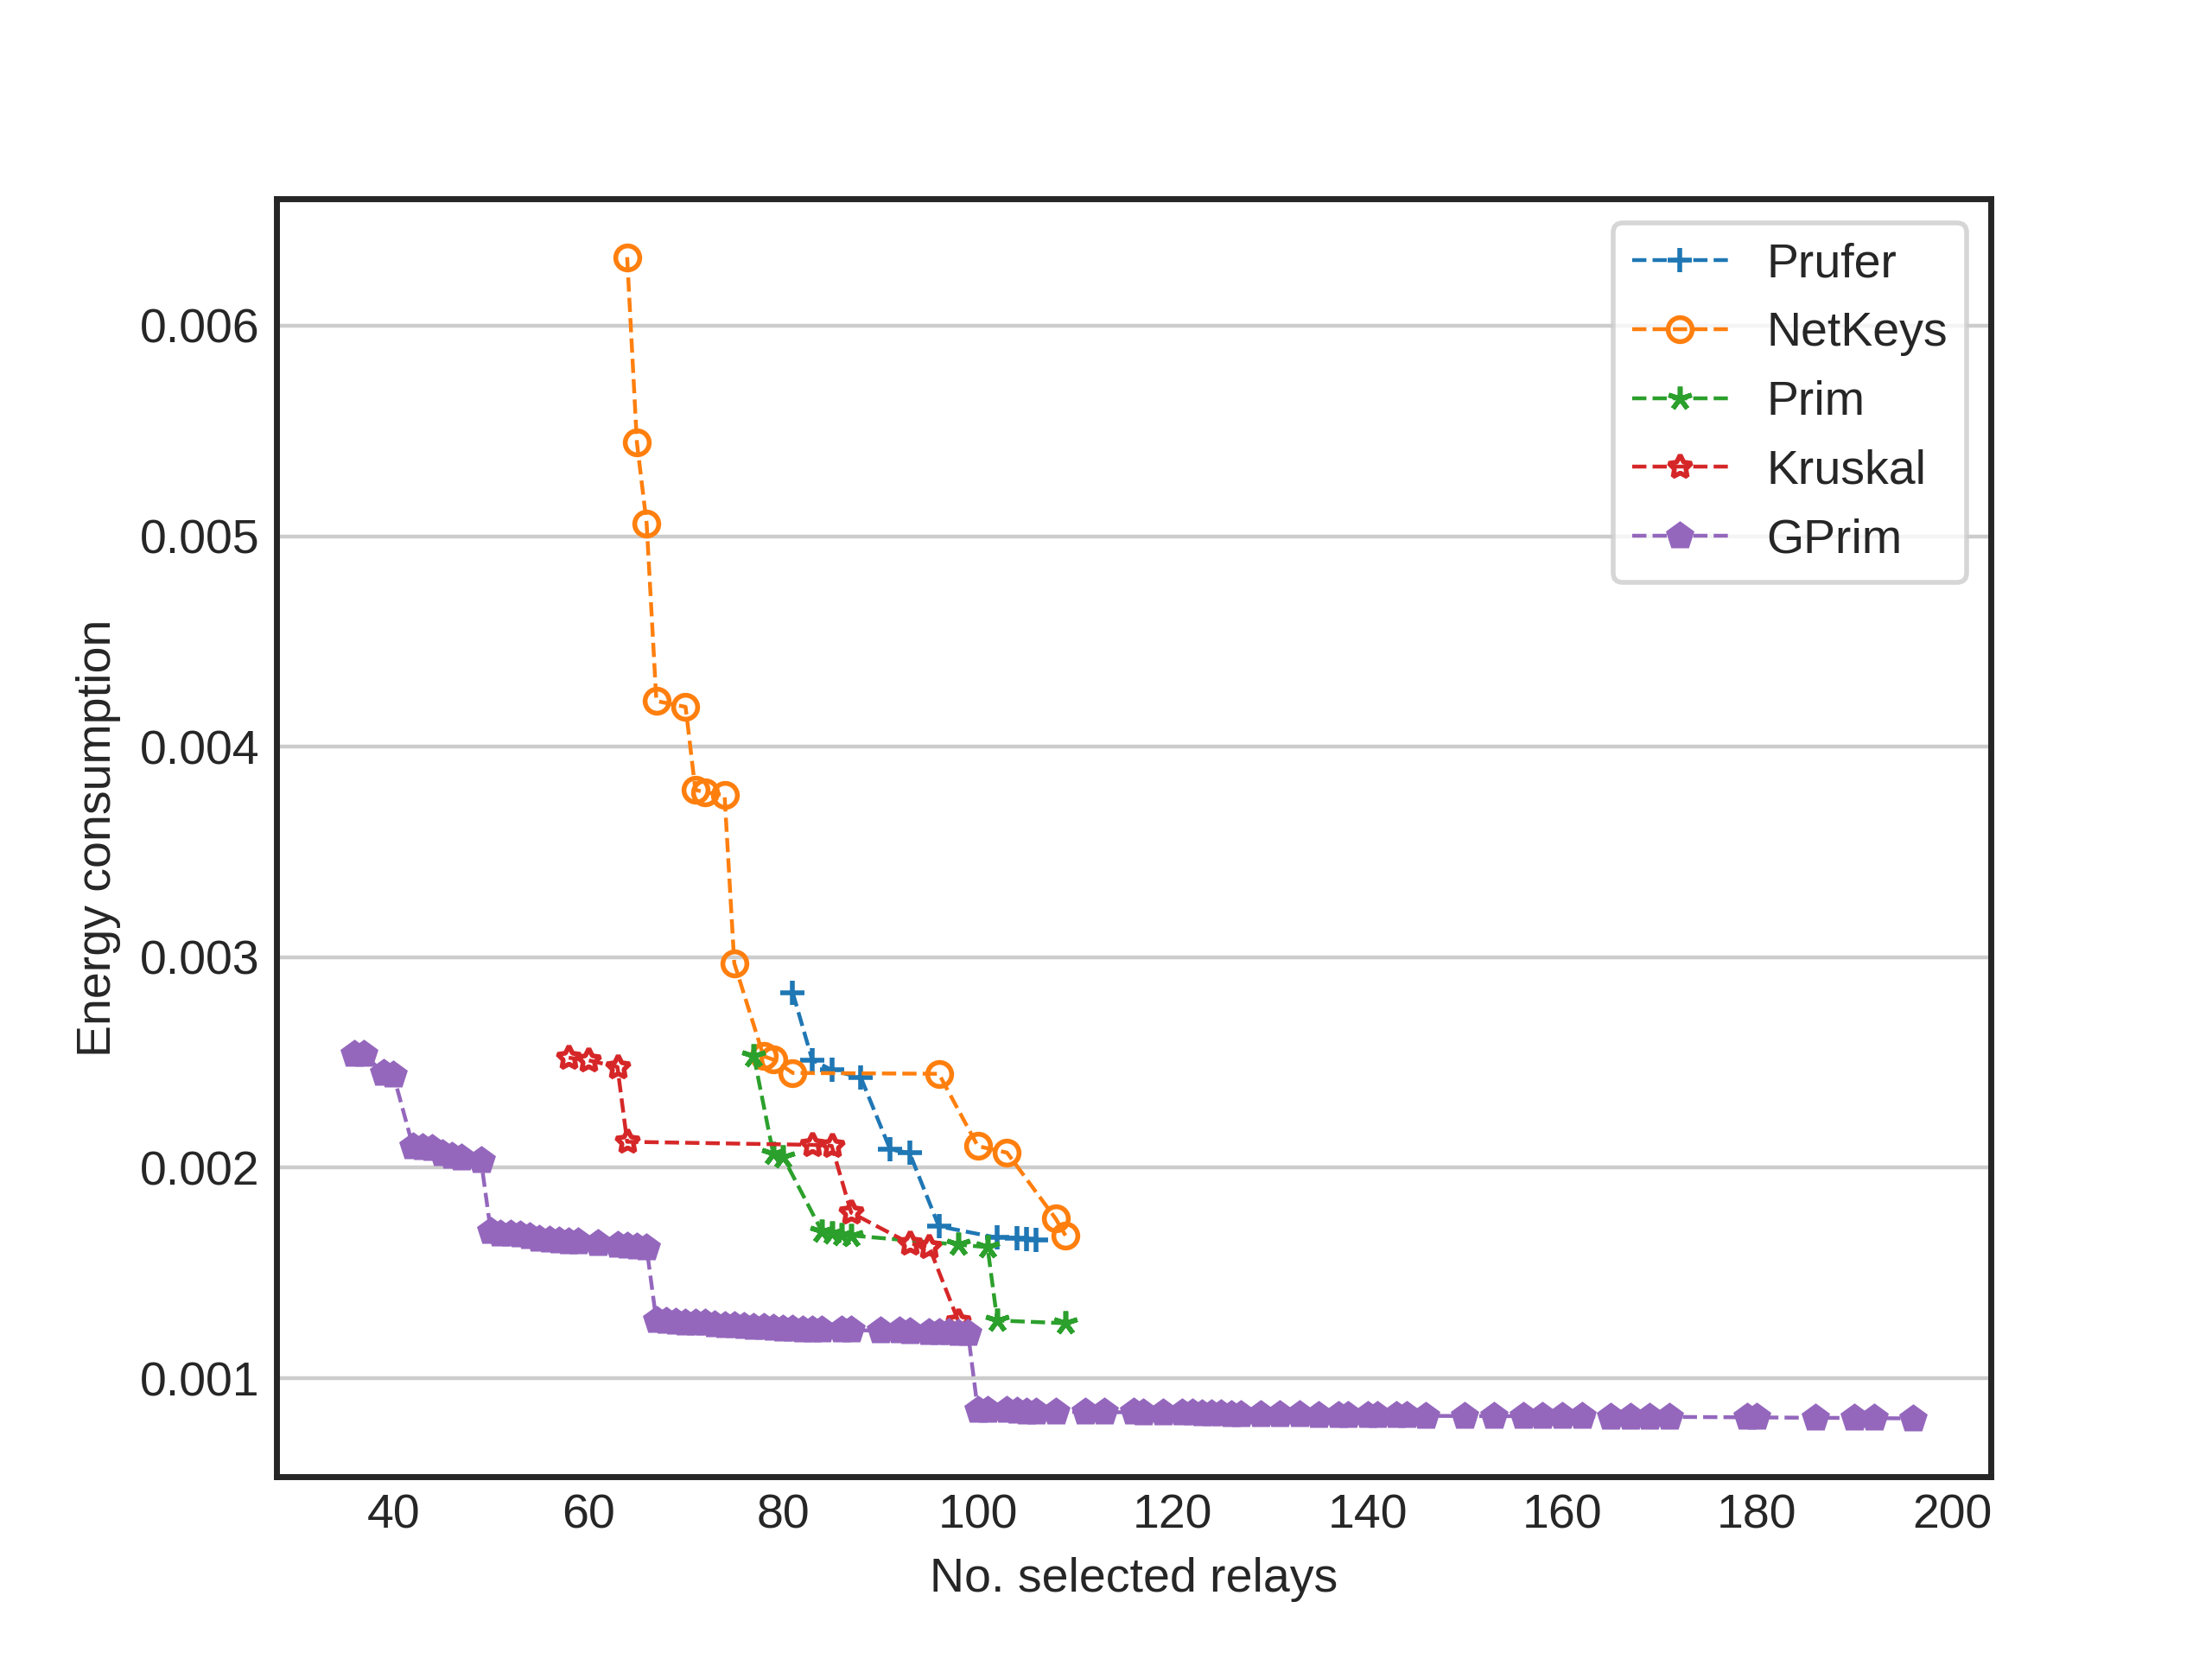 Prufer
NetKeys
Prim
Kruskal
GPrim
Energy consumption
0.006
0.005
0.004
0.003
0.002
0.001
40 60 80 100 120 140 160 180 200
No. selected relays